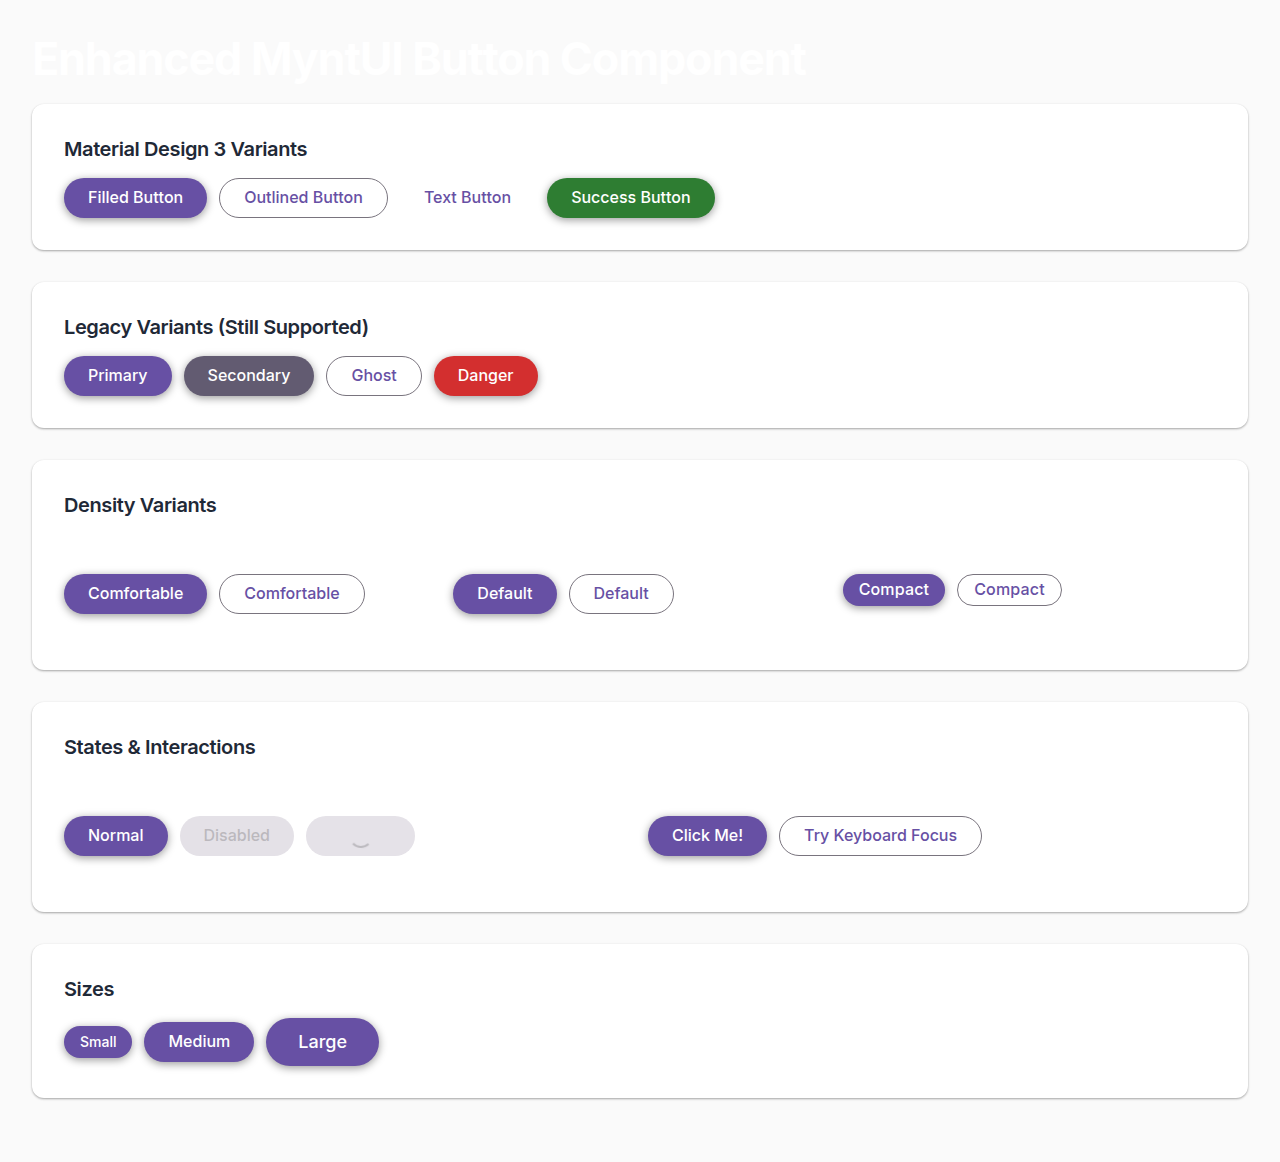 Enhanced MyntUI Button Component
Material Design 3 Variants
Filled Button Outlined Button Text Button Success Button
Legacy Variants (Still Supported)
Primary Secondary Ghost Danger
Density Variants
Comfortable Comfortable Default Default Compact Compact
States & Interactions
Normal Disabled Click Me! Try Keyboard Focus
Sizes
Small Medium Large